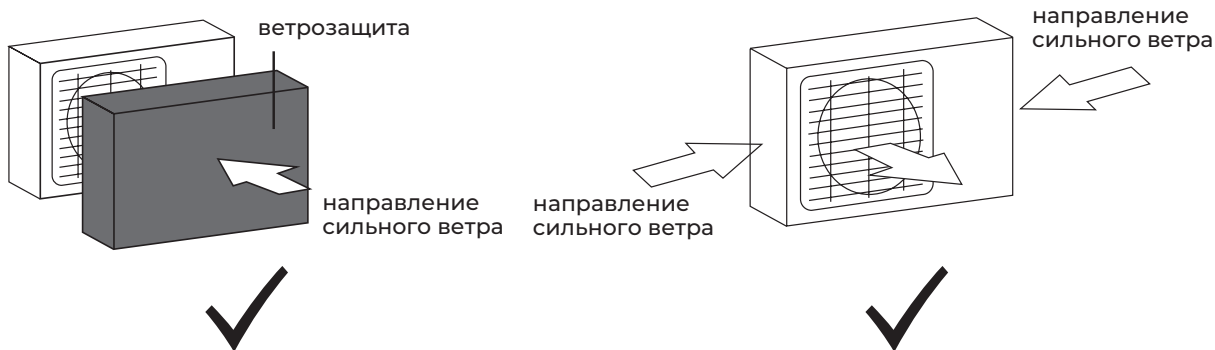 ветрозащита
направление
сильного ветра
направление
сильного ветра
направление
сильного ветра